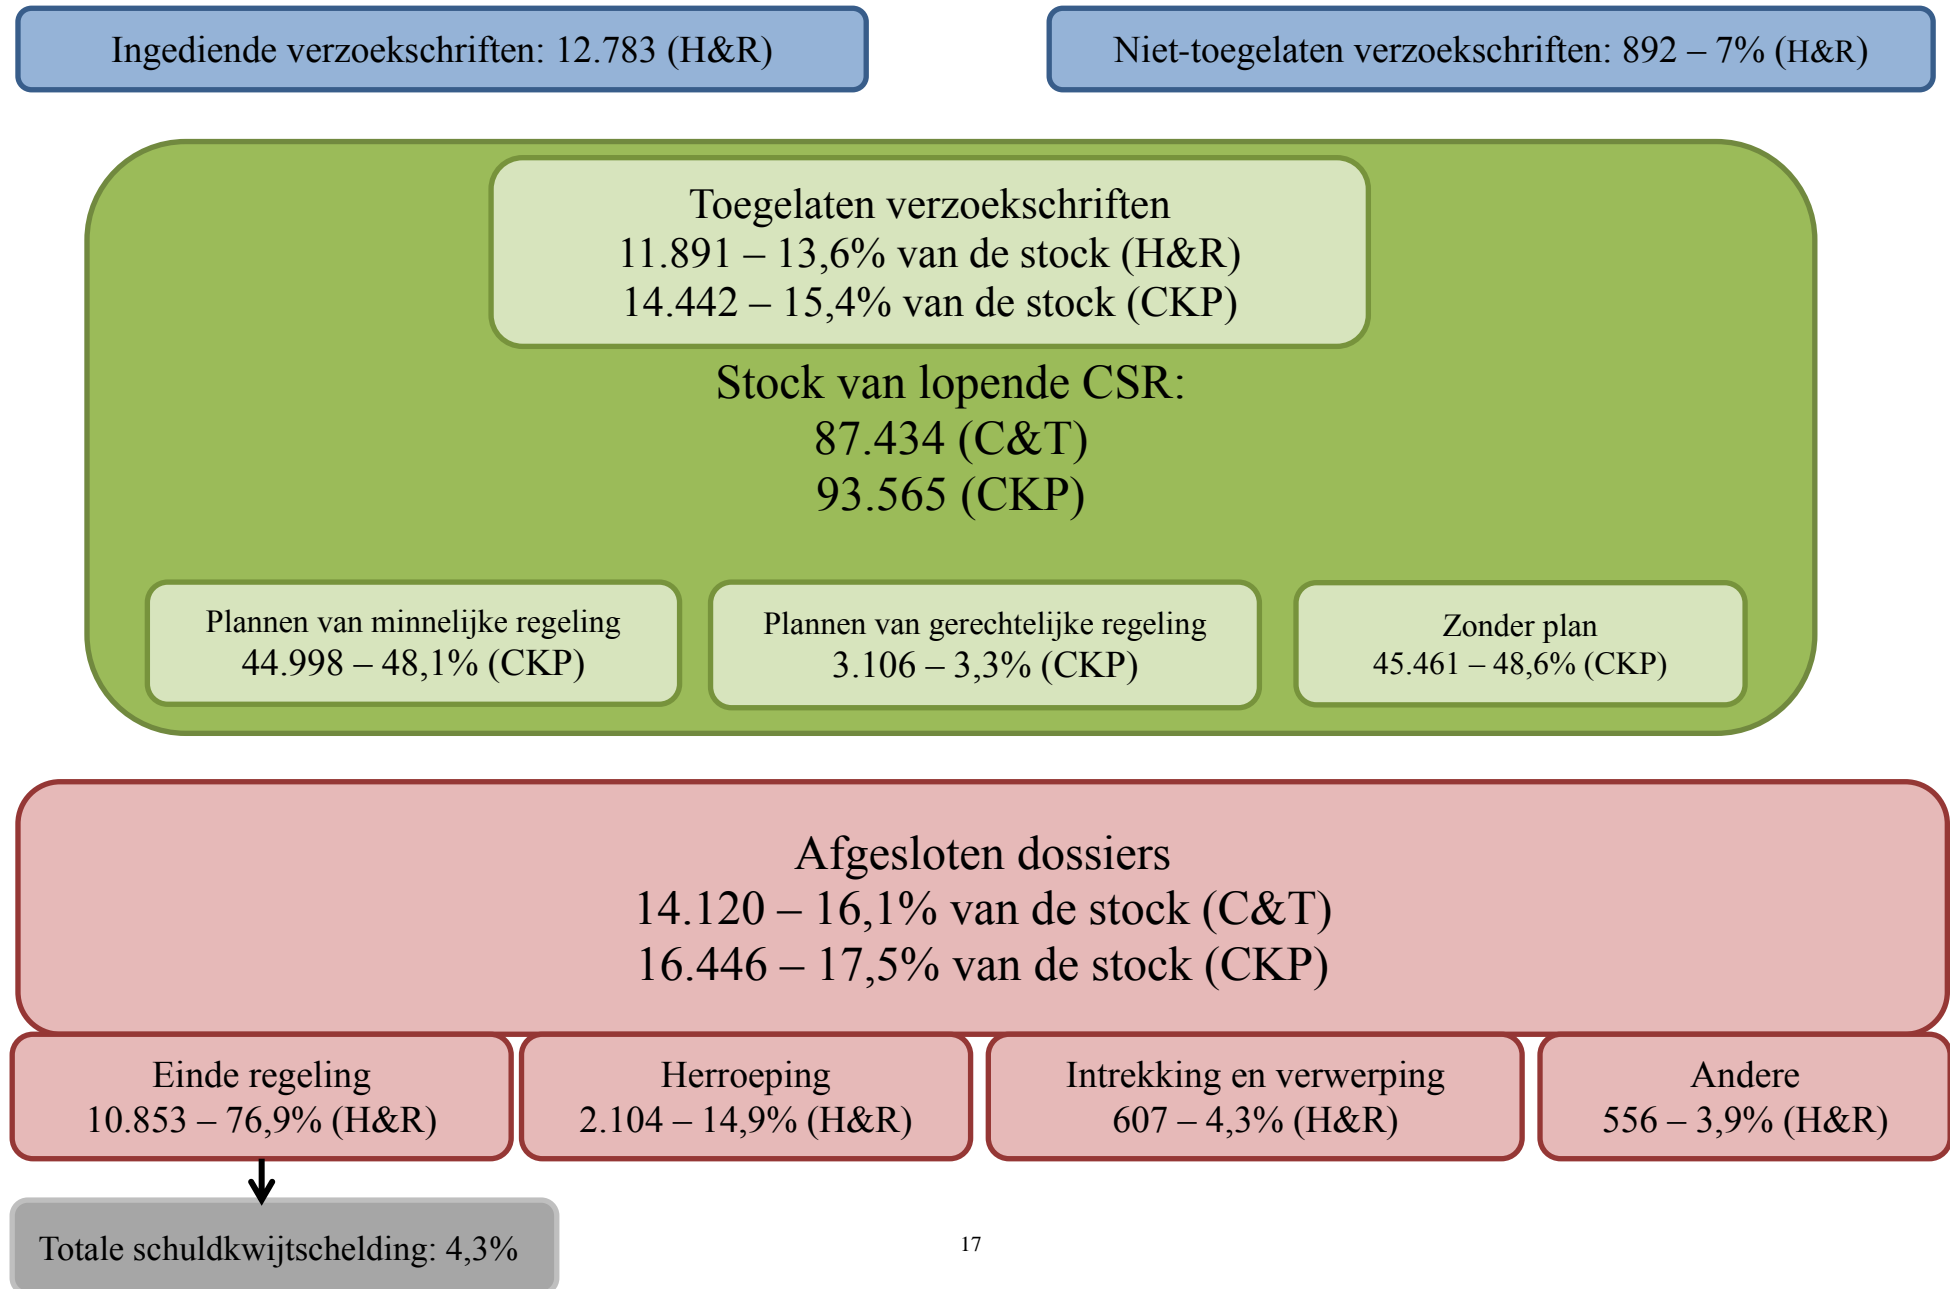 Ingediende verzoekschriften: 12.783 (H&R)
Niet-toegelaten verzoekschriften: 892 – 7% (H&R)
Toegelaten verzoekschriften
11.891 – 13,6% van de stock (H&R)
14.442 – 15,4% van de stock (CKP)
Stock van lopende CSR:
87.434 (C&T)
93.565 (CKP)
Plannen van minnelijke regeling
44.998 – 48,1% (CKP)
Plannen van gerechtelijke regeling
3.106 – 3,3% (CKP)
Zonder plan
45.461 – 48,6% (CKP)
Afgesloten dossiers
14.120 – 16,1% van de stock (C&T)
16.446 – 17,5% van de stock (CKP)
Einde regeling
10.853 – 76,9% (H&R)
Herroeping
2.104 – 14,9% (H&R)
Intrekking en verwerping
607 – 4,3% (H&R)
Andere
556 – 3,9% (H&R)
Totale schuldkwijtschelding: 4,3%
17